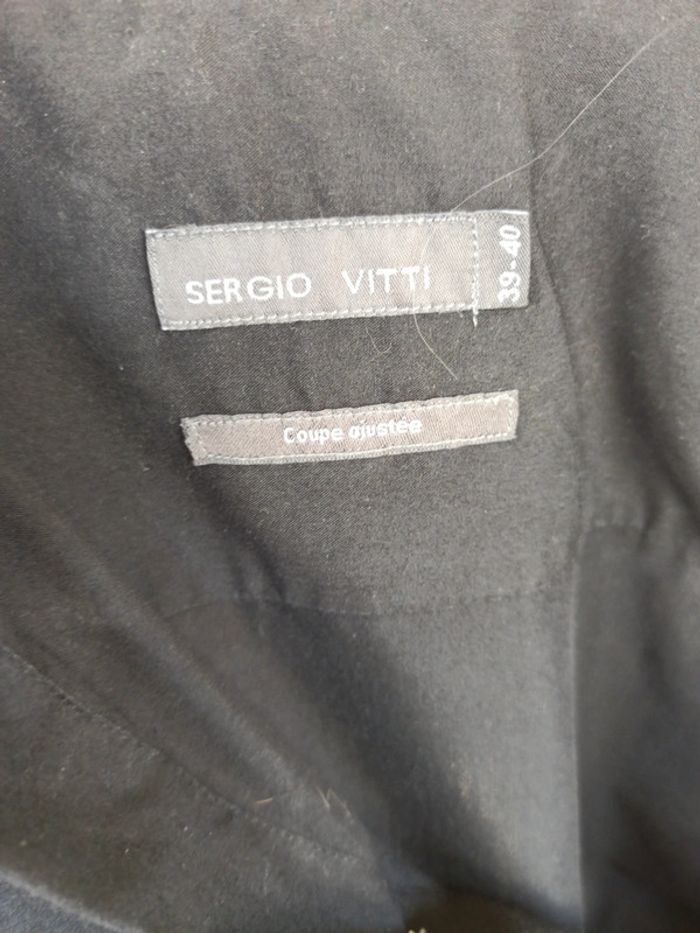 SERGIO VITTI
39-40
Coupe ajustée